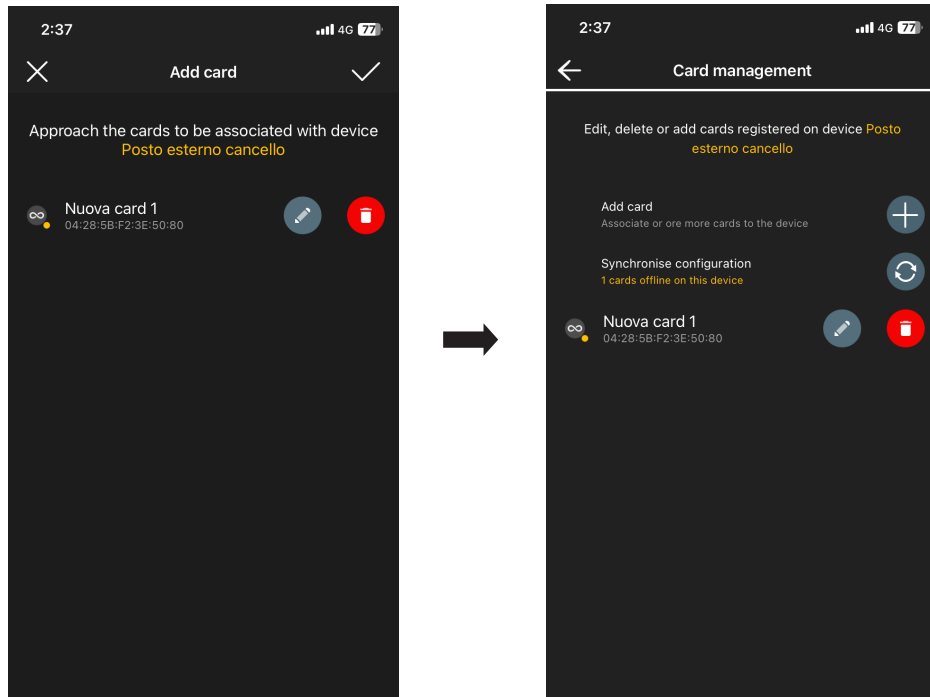 2:37
4G 77
Add card
Approach the cards to be associated with device
Posto esterno cancello
Nuova card 1
04:28:5B:F2:3E:50:80
2:37
4G 77
Card management
Edit, delete or add cards registered on device Posto
esterno cancello
Add card
Associate or ore more cards to the device
Synchronise configuration
1 cards offline on this device
Nuova card 1
04:28:5B:F2:3E:50:80